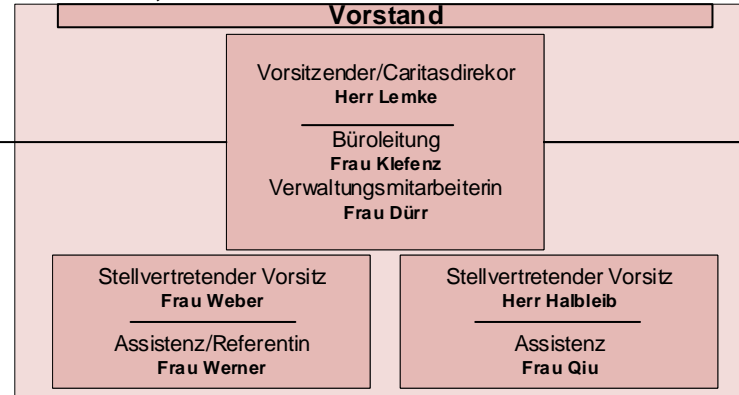 Vorstand
Vorsitzender/Caritasdirekor
Herr Lemke
Büroleitung
Frau Klefenz
Verwaltungsmitarbeiterin
Frau Dürr
Stellvertretender Vorsitz
Frau Weber
Assistenz/Referentin
Frau Werner
Stellvertretender Vorsitz
Herr Halbleib
Assistenz
Frau Qiu